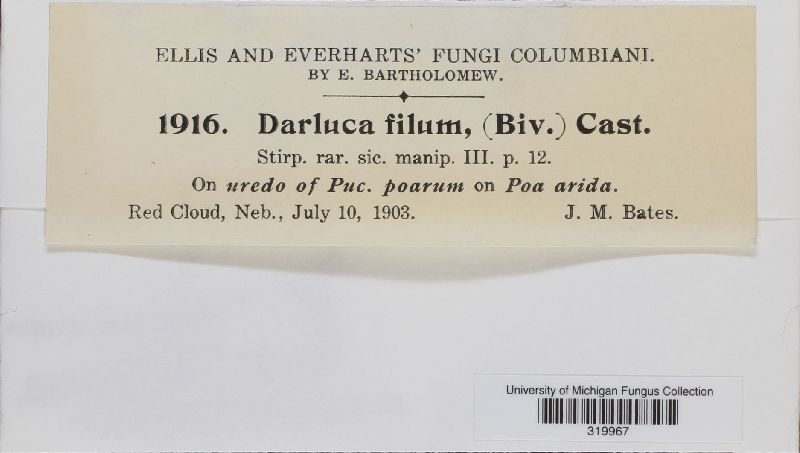 ELLIS AND EVERHARTS' FUNGI COLUMBIANI.
BY E. BARTHOLOMEW.
1916. Darluca filum, (Biv.) Cast.
Stirp. rar. sic. manip. III. p. 12.
On uredo of Puc. poarum on Poa arida.
Red Cloud, Neb., July 10, 1903. J. M. Bates.
University of Michigan Fungus Collection
319967